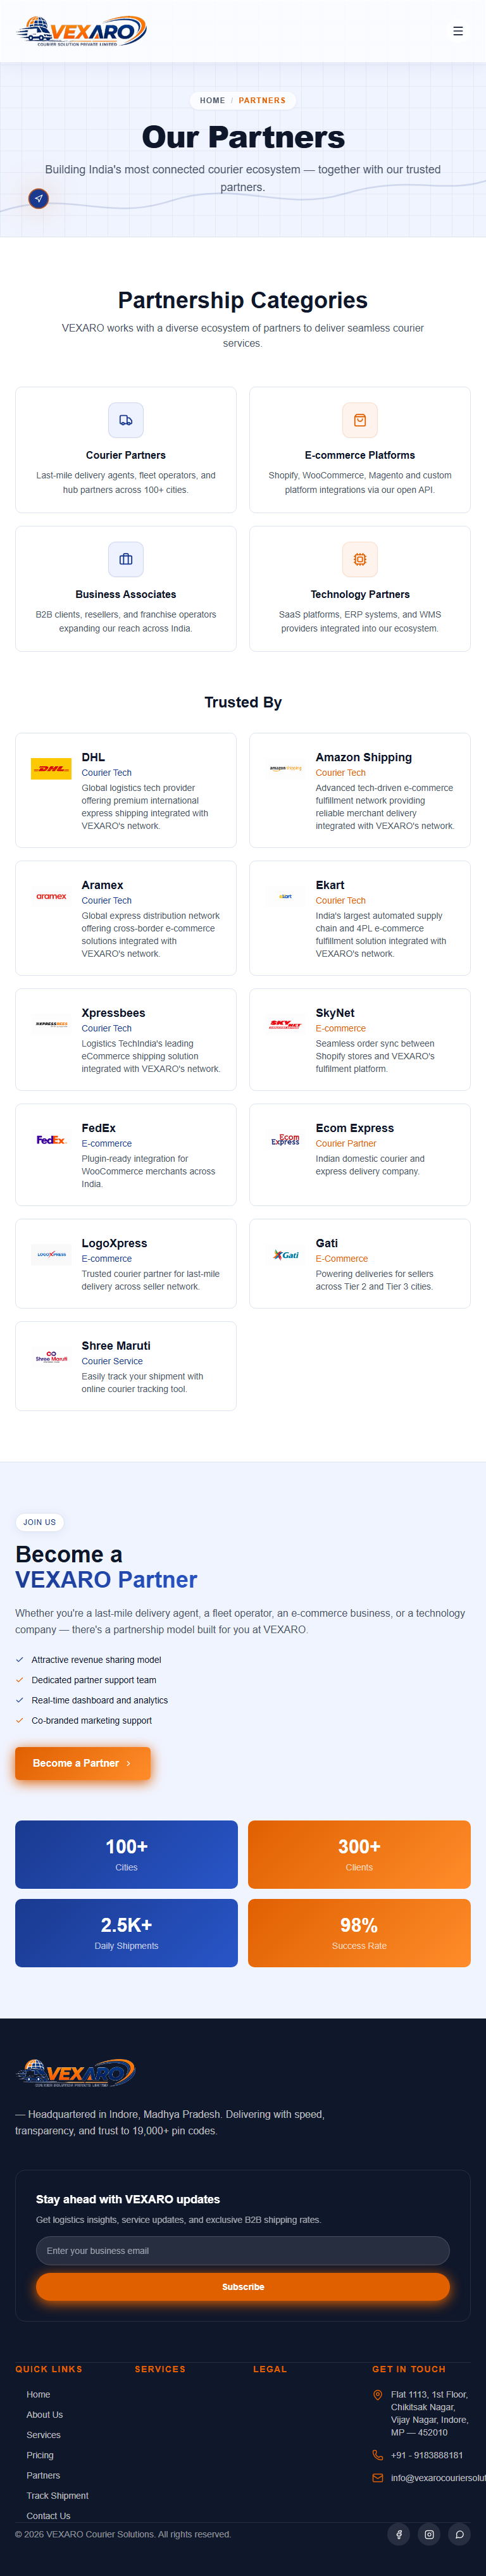 VEXARO
COURIER SOLUTION PRIVATE LIMITED
HOME / PARTNERS
Our Partners
Building India's most connected courier ecosystem — together with our trusted
partners.
Partnership Categories
VEXARO works with a diverse ecosystem of partners to deliver seamless courier
services.
Courier Partners
Last-mile delivery agents, fleet operators, and
hub partners across 100+ cities.
E-commerce Platforms
Shopify, WooCommerce, Magento and custom
platform integrations via our open API.
Business Associates
B2B clients, resellers, and franchise operators
expanding our reach across India.
Technology Partners
SaaS platforms, ERP systems, and WMS
providers integrated into our ecosystem.
Trusted By
DHL
DHL
Courier Tech
Global logistics tech provider
offering premium international
express shipping integrated with
VEXARO's network.
amazon shipping
Amazon Shipping
Courier Tech
Advanced tech-driven e-commerce
fulfillment network providing
reliable merchant delivery
integrated with VEXARO's network.
aramex
Aramex
Courier Tech
Global express distribution network
offering cross-border e-commerce
solutions integrated with
VEXARO's network.
ekart
Ekart
Courier Tech
India's largest automated supply
chain and 4PL e-commerce
fulfillment solution integrated with
VEXARO's network.
XPRESSBEES
Xpressbees
Courier Tech
Logistics TechIndia's leading
eCommerce shipping solution
integrated with VEXARO's network.
SKYNET
SkyNet
E-commerce
Seamless order sync between
Shopify stores and VEXARO's
fulfilment platform.
FedEx
FedEx
E-commerce
Plugin-ready integration for
WooCommerce merchants across
India.
Ecom
Express
Ecom Express
Courier Partner
Indian domestic courier and
express delivery company.
LOGOXPRESS
LogoXpress
E-commerce
Trusted courier partner for last-mile
delivery across seller network.
Gati
Gati
E-Commerce
Powering deliveries for sellers
across Tier 2 and Tier 3 cities.
Shree Maruti
Shree Maruti
Courier Service
Easily track your shipment with
online courier tracking tool.
JOIN US
Become a
VEXARO Partner
Whether you're a last-mile delivery agent, a fleet operator, an e-commerce business, or a technology
company — there's a partnership model built for you at VEXARO.
Attractive revenue sharing model
Dedicated partner support team
Real-time dashboard and analytics
Co-branded marketing support
Become a Partner
100+
Cities
300+
Clients
2.5K+
Daily Shipments
98%
Success Rate
VEXARO
COURIER SOLUTION PRIVATE LIMITED
— Headquartered in Indore, Madhya Pradesh. Delivering with speed,
transparency, and trust to 19,000+ pin codes.
Stay ahead with VEXARO updates
Get logistics insights, service updates, and exclusive B2B shipping rates.
Enter your business email
Subscribe
QUICK LINKS
Home
About Us
Services
Pricing
Partners
Track Shipment
Contact Us
SERVICES
LEGAL
GET IN TOUCH
Flat 1113, 1st Floor,
Chikitsak Nagar,
Vijay Nagar, Indore,
MP — 452010
+91 - 9183888181
info@vexarocouriersolut
© 2026 VEXARO Courier Solutions. All rights reserved.